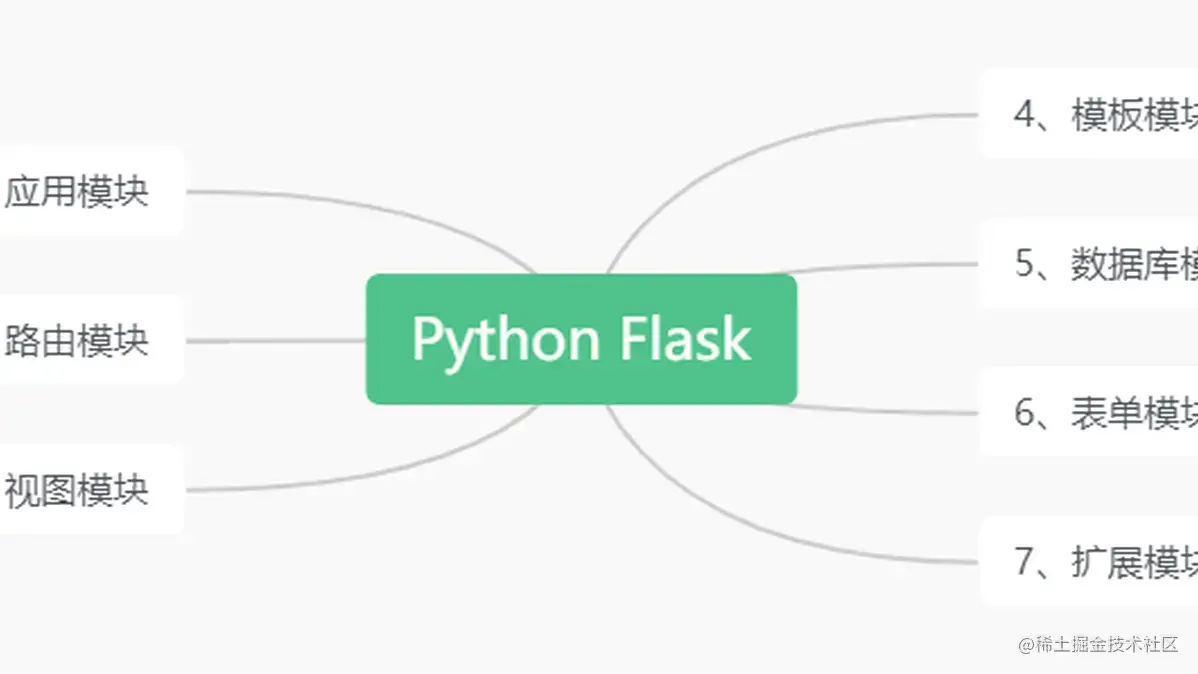 应用模块
路由模块
视图模块
Python Flask
4、模板模块
5、数据库模
6、表单模块
7、扩展模块
@稀土掘金技术社区